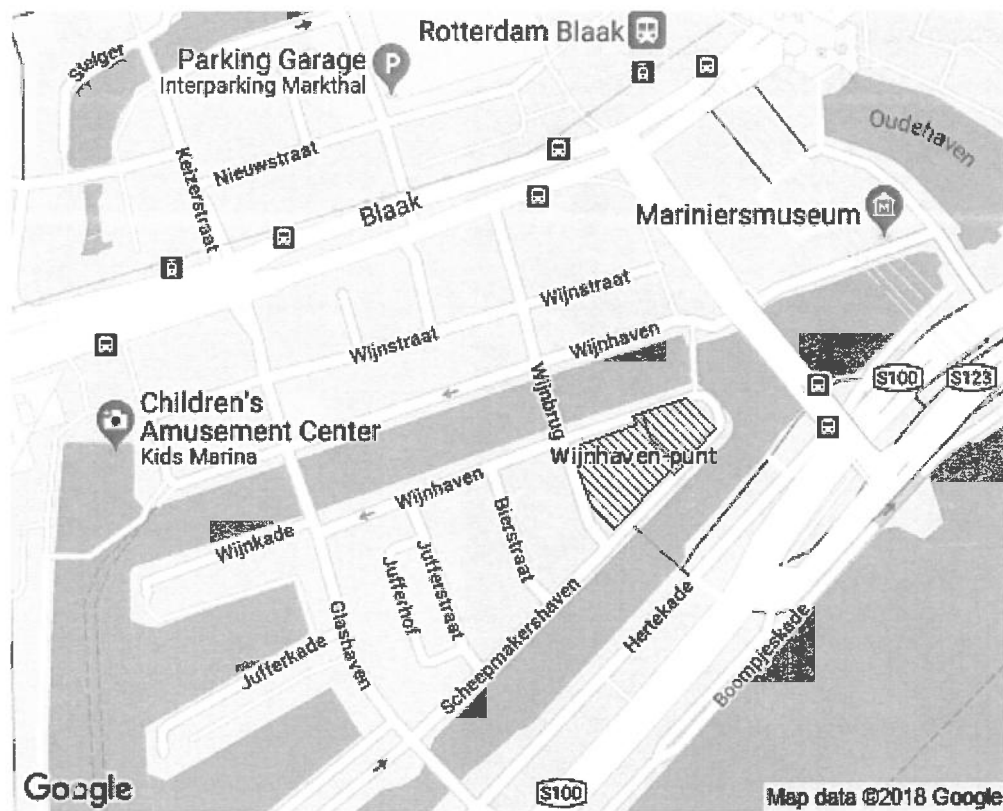 Rotterdam Blaak
Steiger
Parking Garage
Interparking Markthal
P
Oudehaven
Keizerstraat
Nieuwstraat
Blaak
Mariniersmuseum
M
Wijnstraat
Wijnstraat
Wijnhaven
S100
S123
Wijnbrug
Children's
Amusement Center
Kids Marina
Wijnhaven-punt
Wijnhaven
Bierstraat
Wijnkade
Jufferstraat
Jufferhof
Glashaven
Hertekade
Scheepmakershaven
Boompjeskade
Jufferkade
Google
S100
Map data ©2018 Google